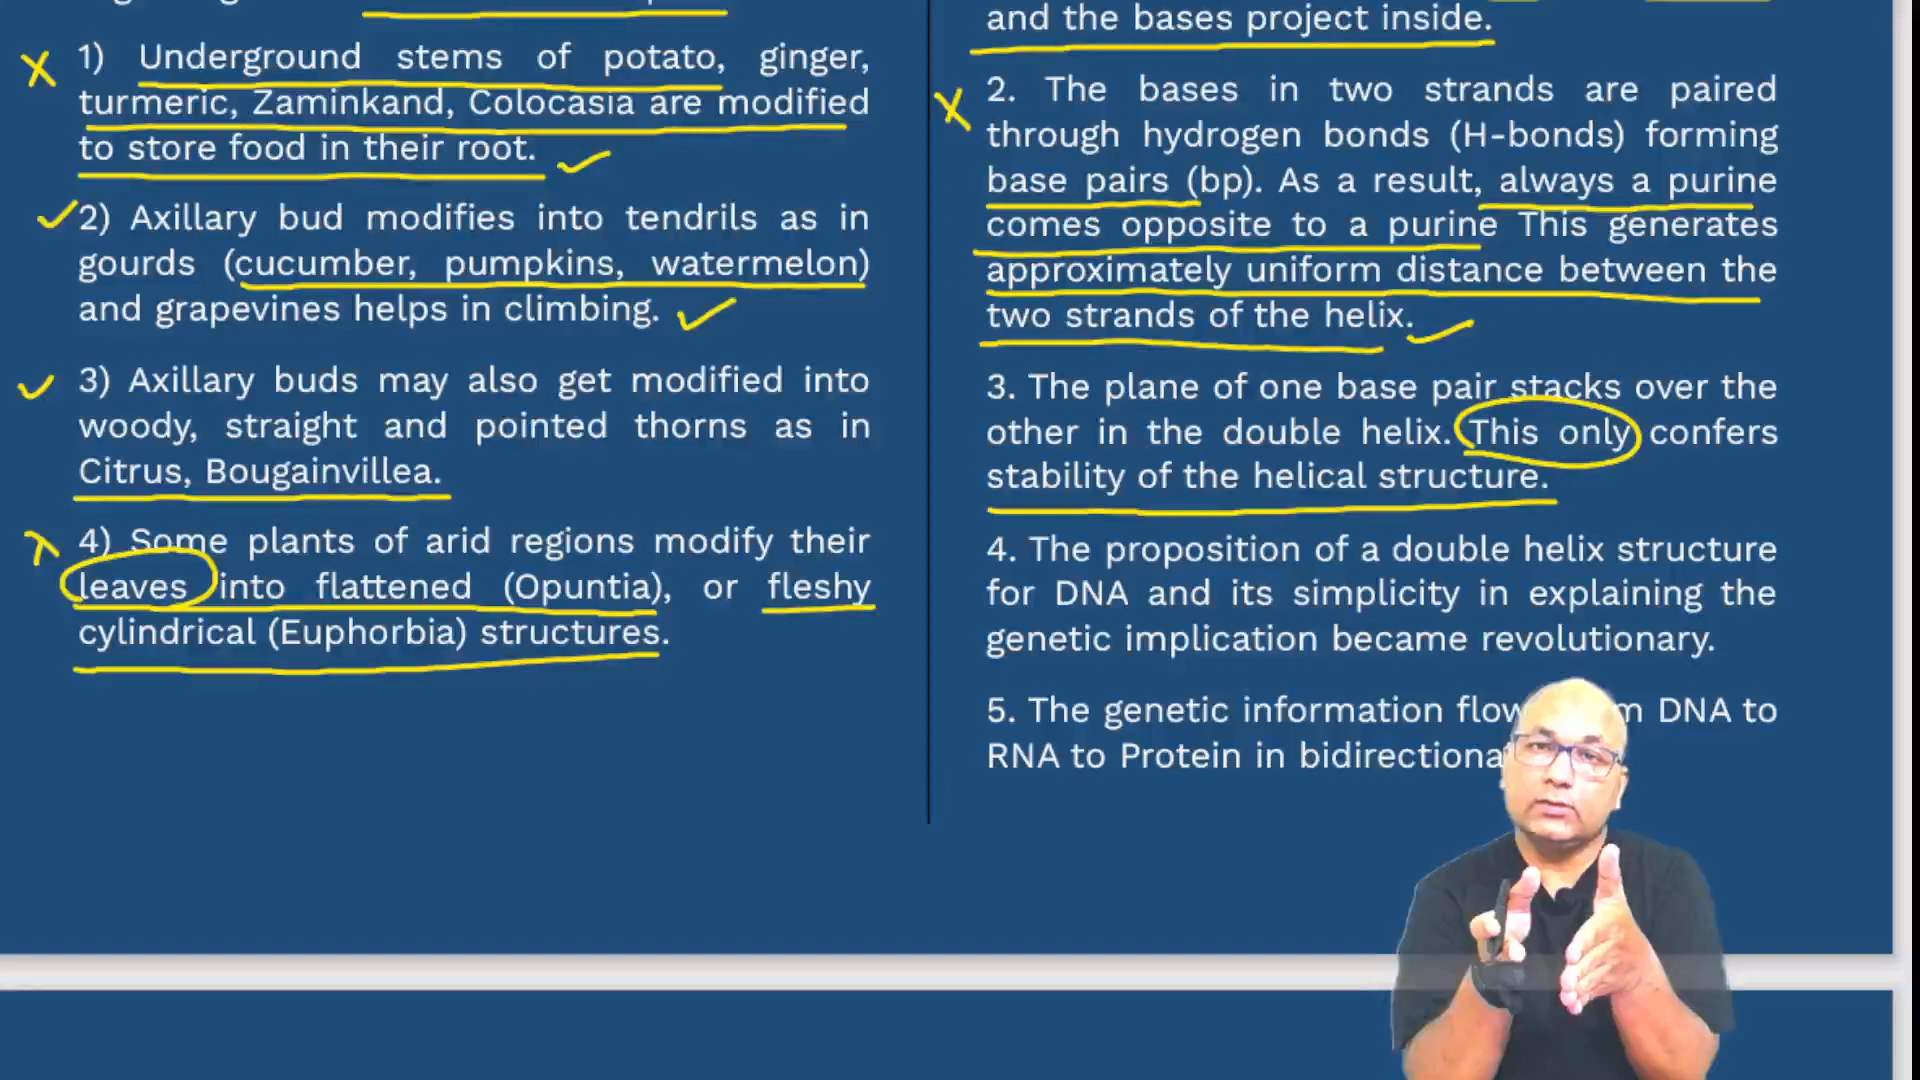 1) Underground stems of potato, ginger,
turmeric, Zaminkand, Colocasia are modified
to store food in their root.
2) Axillary bud modifies into tendrils as in
gourds (cucumber, pumpkins, watermelon)
and grapevines helps in climbing.
3) Axillary buds may also get modified into
woody, straight and pointed thorns as in
Citrus, Bougainvillea.
4) Some plants of arid regions modify their
leaves into flattened (Opuntia), or fleshy
cylindrical (Euphorbia) structures.
and the bases project inside.
2. The bases in two strands are paired
through hydrogen bonds (H-bonds) forming
base pairs (bp). As a result, always a purine
comes opposite to a purine This generates
approximately uniform distance between the
two strands of the helix.
3. The plane of one base pair stacks over the
other in the double helix. This only confers
stability of the helical structure.
4. The proposition of a double helix structure
for DNA and its simplicity in explaining the
genetic implication became revolutionary.
5. The genetic information DNA to
RNA to Protein in